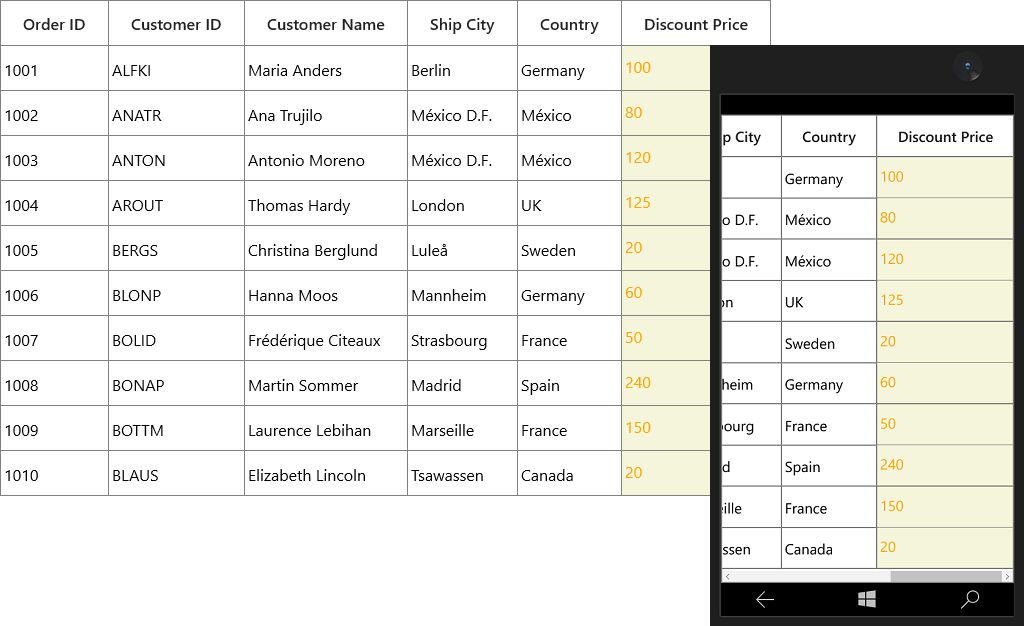 Order ID Customer ID Customer Name Ship City Country Discount Price
1001 ALFKI Maria Anders Berlin Germany 100
1002 ANATR Ana Trujilo México D.F. México 80
1003 ANTON Antonio Moreno México D.F. México 120
1004 AROUT Thomas Hardy London UK 125
1005 BERGS Christina Berglund Luleå Sweden 20
1006 BLONP Hanna Moos Mannheim Germany 60
1007 BOLID Frédérique Citeaux Strasbourg France 50
1008 BONAP Martin Sommer Madrid Spain 240
1009 BOTTM Laurence Lebihan Marseille France 150
1010 BLAUS Elizabeth Lincoln Tsawassen Canada 20
p City Country Discount Price
Germany 100
o D.F. México 80
o D.F. México 120
on UK 125
Sweden 20
heim Germany 60
ourg France 50
d Spain 240
ille France 150
ssen Canada 20